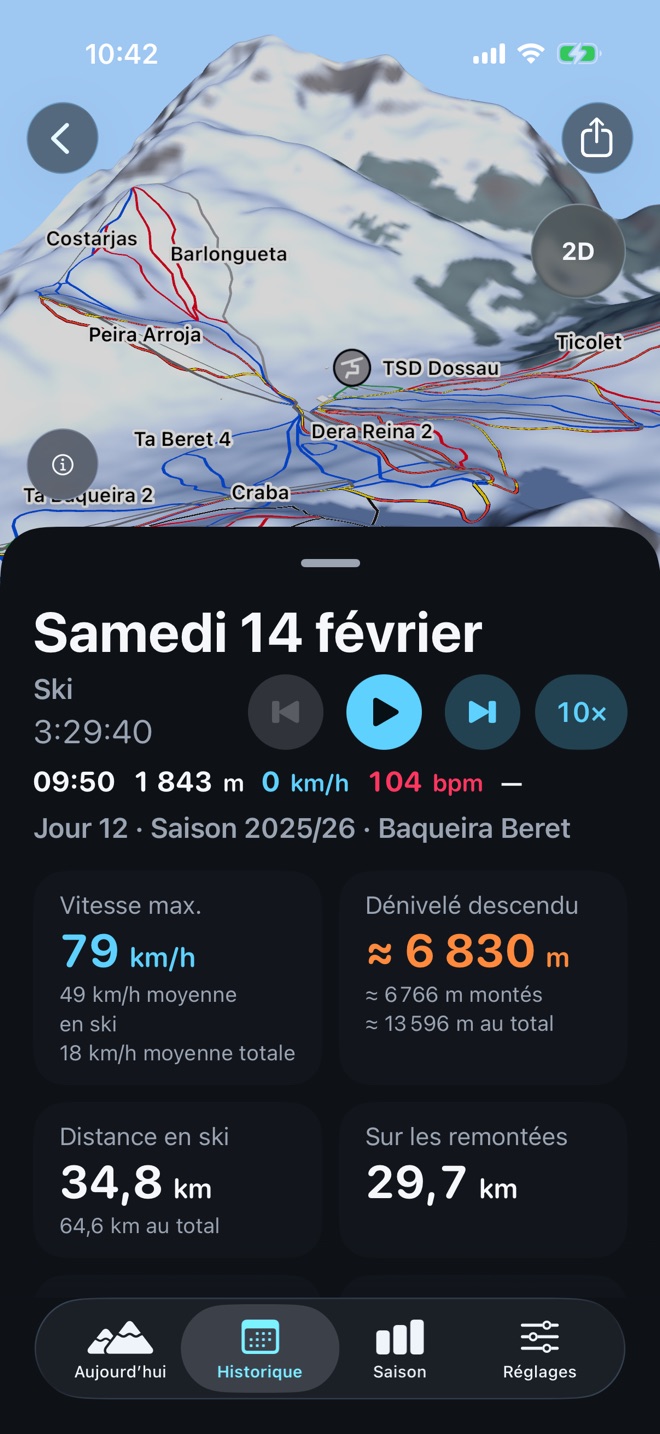 10:42
2D
Costarjas
Barlongueta
Peira Arroja
Ticolet
TSD Dossau
Ta Beret 4
Dera Reina 2
Ta Baqueira 2
Craba
Samedi 14 février
Ski
3:29:40
10×
09:50 1 843 m 0 km/h 104 bpm —
Jour 12 · Saison 2025/26 · Baqueira Beret
Vitesse max.
79 km/h
49 km/h moyenne
en ski
18 km/h moyenne totale
Dénivelé descendu
≈ 6 830 m
≈ 6 766 m montés
≈ 13 596 m au total
Distance en ski
34,8 km
64,6 km au total
Sur les remontées
29,7 km
Aujourd’hui
Historique
Saison
Réglages